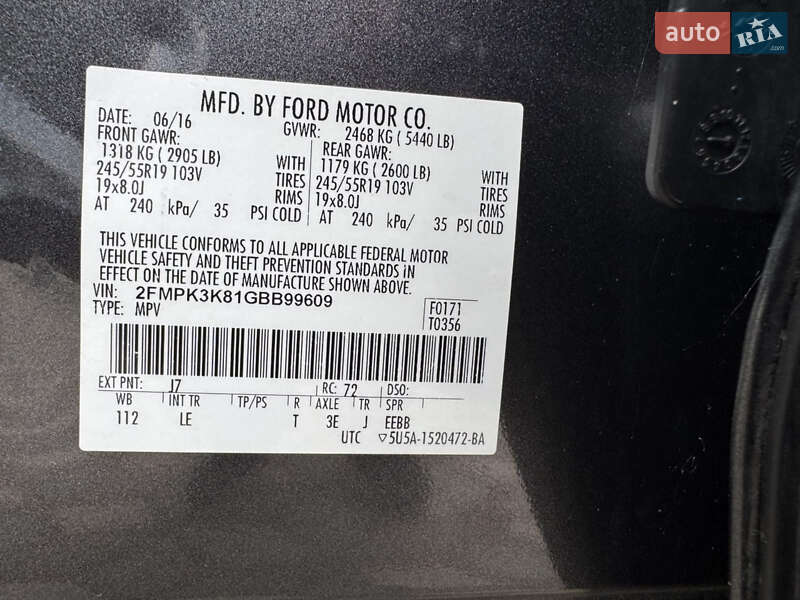 auto RIA.com
MFD. BY FORD MOTOR CO.
DATE: 06/16 GVWR: 2468 KG ( 5440 LB)
FRONT GAWR: REAR GAWR:
1318 KG ( 2905 LB) WITH 1179 KG ( 2600 LB) WITH
245/55R19 103V TIRES 245/55R19 103V TIRES
19x8.0J RIMS 19x8.0J RIMS
AT 240 kPa/ 35 PSI COLD AT 240 kPa/ 35 PSI COLD
THIS VEHICLE CONFORMS TO ALL APPLICABLE FEDERAL MOTOR
VEHICLE SAFETY AND THEFT PREVENTION STANDARDS IN
EFFECT ON THE DATE OF MANUFACTURE SHOWN ABOVE.
VIN: 2FMPK3K81GBB99609 F0171
TYPE: MPV T0356
EXT PNT: J7 RC: 72 DSO:
WB INT TR TP/PS R AXLE TR SPR
112 LE T 3E J EEBB
UTC ▽5U5A-1520472-BA